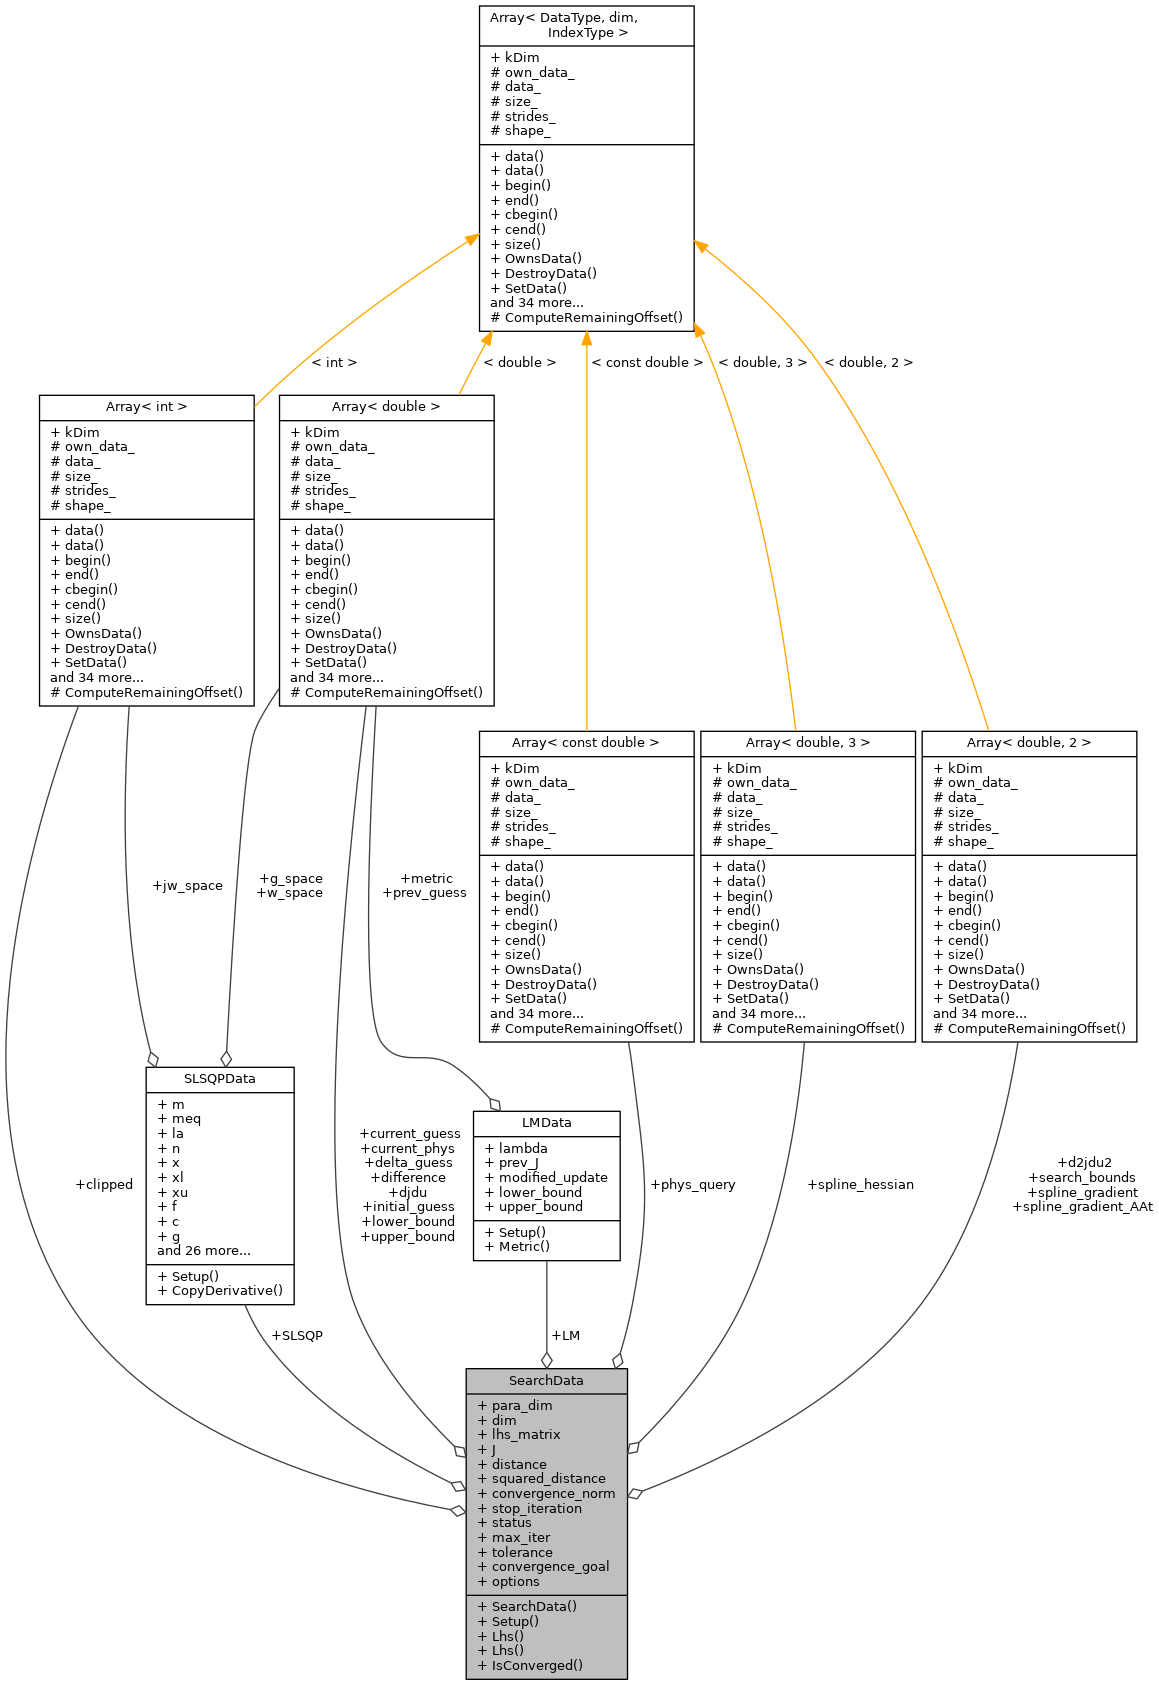 Array< DataType, dim,
IndexType >
+ kDim
# own_data_
# data_
# size_
# strides_
# shape_
+ data()
+ data()
+ begin()
+ end()
+ cbegin()
+ cend()
+ size()
+ OwnsData()
+ DestroyData()
+ SetData()
and 34 more...
# ComputeRemainingOffset()
< int >
< double >
< const double >
< double, 3 >
< double, 2 >
Array< int >
+ kDim
# own_data_
# data_
# size_
# strides_
# shape_
+ data()
+ data()
+ begin()
+ end()
+ cbegin()
+ cend()
+ size()
+ OwnsData()
+ DestroyData()
+ SetData()
and 34 more...
# ComputeRemainingOffset()
Array< double >
+ kDim
# own_data_
# data_
# size_
# strides_
# shape_
+ data()
+ data()
+ begin()
+ end()
+ cbegin()
+ cend()
+ size()
+ OwnsData()
+ DestroyData()
+ SetData()
and 34 more...
# ComputeRemainingOffset()
Array< const double >
+ kDim
# own_data_
# data_
# size_
# strides_
# shape_
+ data()
+ data()
+ begin()
+ end()
+ cbegin()
+ cend()
+ size()
+ OwnsData()
+ DestroyData()
+ SetData()
and 34 more...
# ComputeRemainingOffset()
Array< double, 3 >
+ kDim
# own_data_
# data_
# size_
# strides_
# shape_
+ data()
+ data()
+ begin()
+ end()
+ cbegin()
+ cend()
+ size()
+ OwnsData()
+ DestroyData()
+ SetData()
and 34 more...
# ComputeRemainingOffset()
Array< double, 2 >
+ kDim
# own_data_
# data_
# size_
# strides_
# shape_
+ data()
+ data()
+ begin()
+ end()
+ cbegin()
+ cend()
+ size()
+ OwnsData()
+ DestroyData()
+ SetData()
and 34 more...
# ComputeRemainingOffset()
+jw_space
+g_space
+w_space
+metric
+prev_guess
SLSQPData
+ m
+ meq
+ la
+ n
+ x
+ xl
+ xu
+ f
+ c
+ g
and 26 more...
+ Setup()
+ CopyDerivative()
LMData
+ lambda
+ prev_J
+ modified_update
+ lower_bound
+ upper_bound
+ Setup()
+ Metric()
+clipped
+current_guess
+current_phys
+delta_guess
+difference
+djdu
+initial_guess
+lower_bound
+upper_bound
+phys_query
+spline_hessian
+d2jdu2
+search_bounds
+spline_gradient
+spline_gradient_AAt
+SLSQP
+LM
SearchData
+ para_dim
+ dim
+ lhs_matrix
+ J
+ distance
+ squared_distance
+ convergence_norm
+ stop_iteration
+ status
+ max_iter
+ tolerance
+ convergence_goal
+ options
+ SearchData()
+ Setup()
+ Lhs()
+ Lhs()
+ IsConverged()